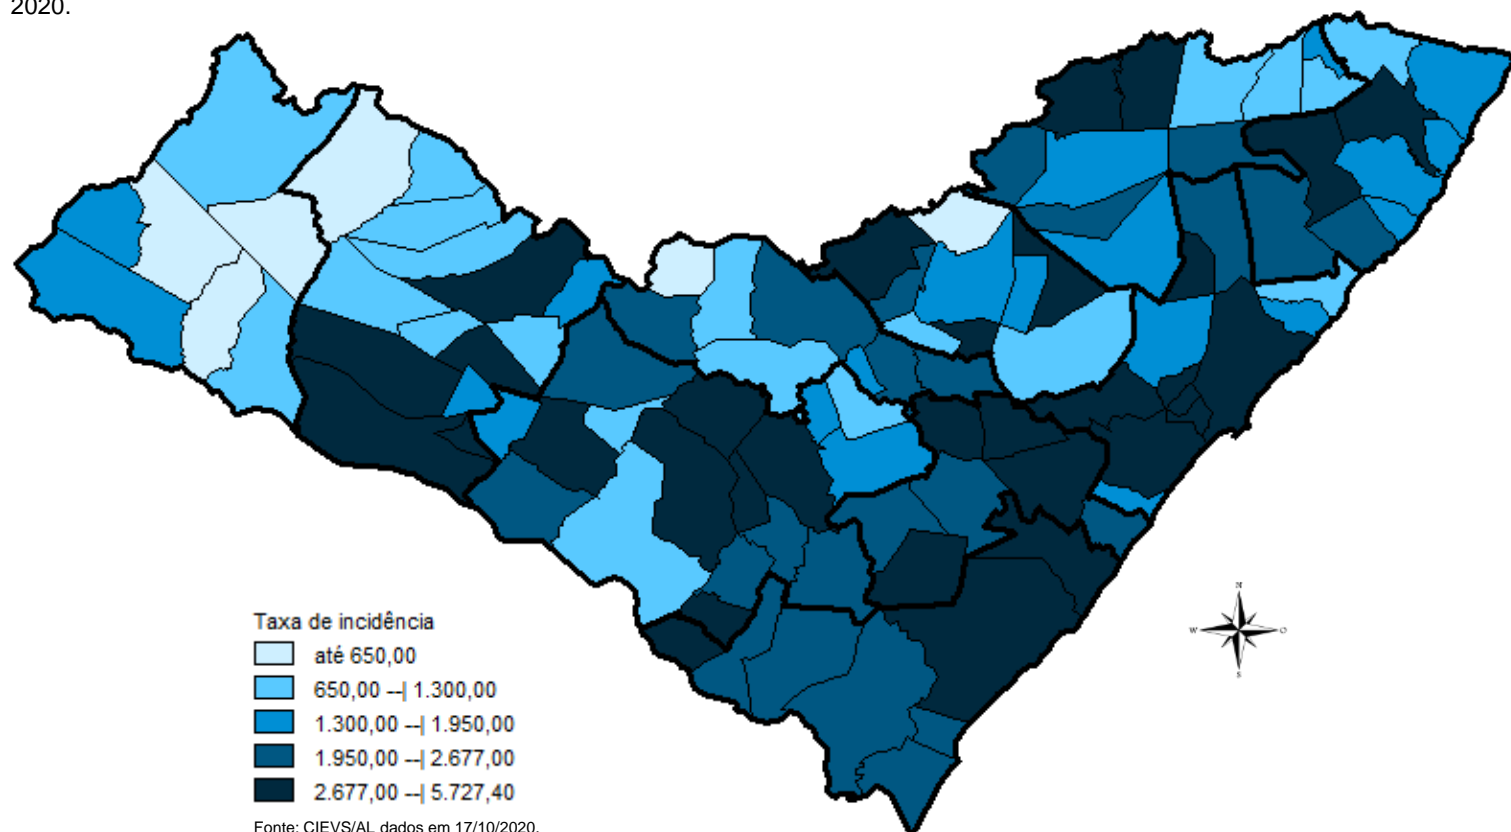 2020.
N
W
O
S
Taxa de incidência
até 650,00
650,00 --| 1.300,00
1.300,00 --| 1.950,00
1.950,00 --| 2.677,00
2.677,00 --| 5.727,40
Fonte: CIEVS/AL dados em 17/10/2020.